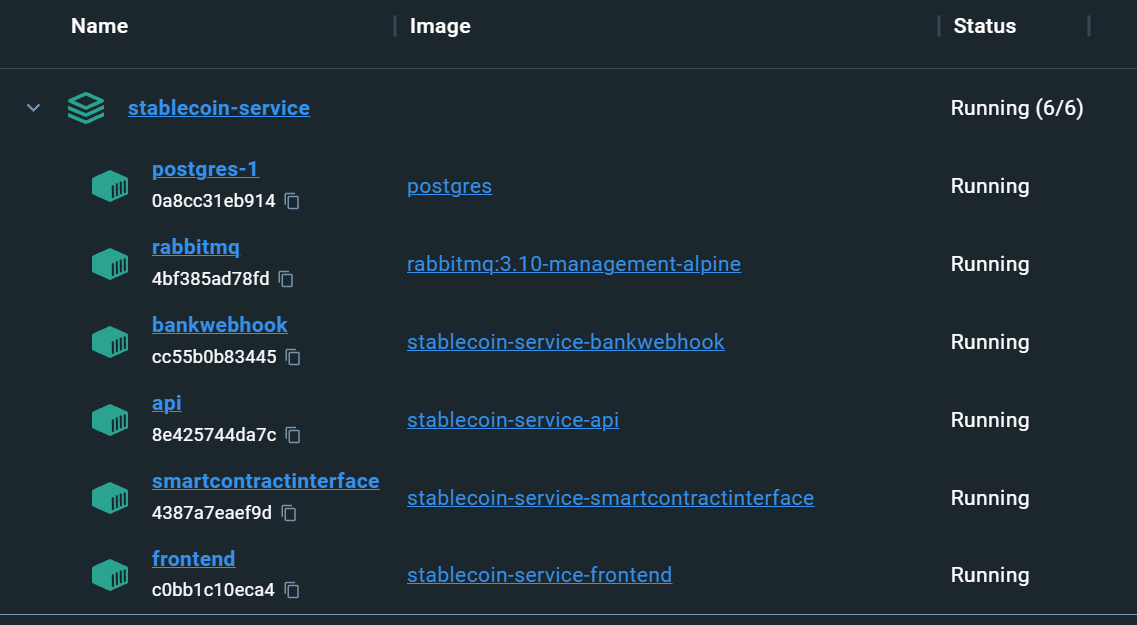 Name Image Status
stablecoin-service Running (6/6)
postgres-1
0a8cc31eb914 postgres Running
rabbitmq
4bf385ad78fd rabbitmq:3.10-management-alpine Running
bankwebhook
cc55b0b83445 stablecoin-service-bankwebhook Running
api
8e425744da7c stablecoin-service-api Running
smartcontractinterface
4387a7eaef9d stablecoin-service-smartcontractinterface Running
frontend
c0bb1c10eca4 stablecoin-service-frontend Running